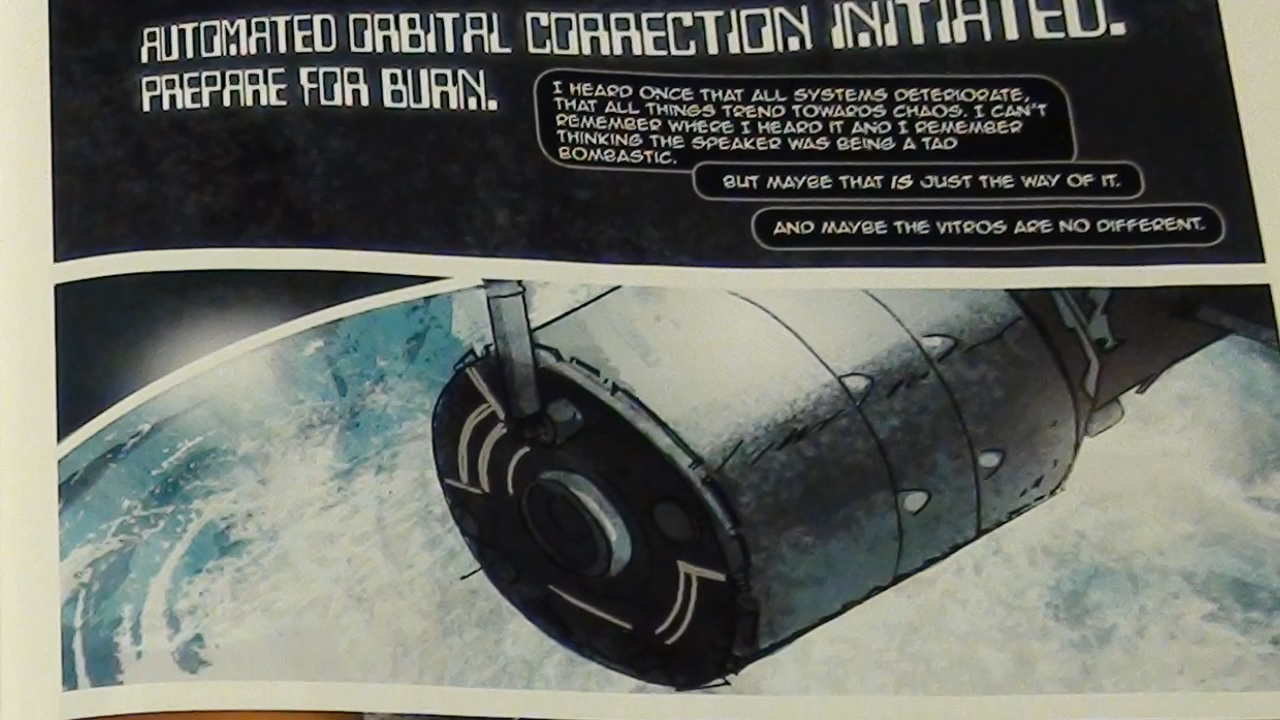 AUTOMATED ORBITAL CORRECTION INITIATED.
PREPARE FOR BURN.
I HEARD ONCE THAT ALL SYSTEMS DETERIORATE,
THAT ALL THINGS TREND TOWARDS CHAOS. I CAN'T
REMEMBER WHERE I HEARD IT AND I REMEMBER
THINKING THE SPEAKER WAS BEING A TAD
BOMBASTIC.
BUT MAYBE THAT IS JUST THE WAY OF IT.
AND MAYBE THE VITROS ARE NO DIFFERENT.